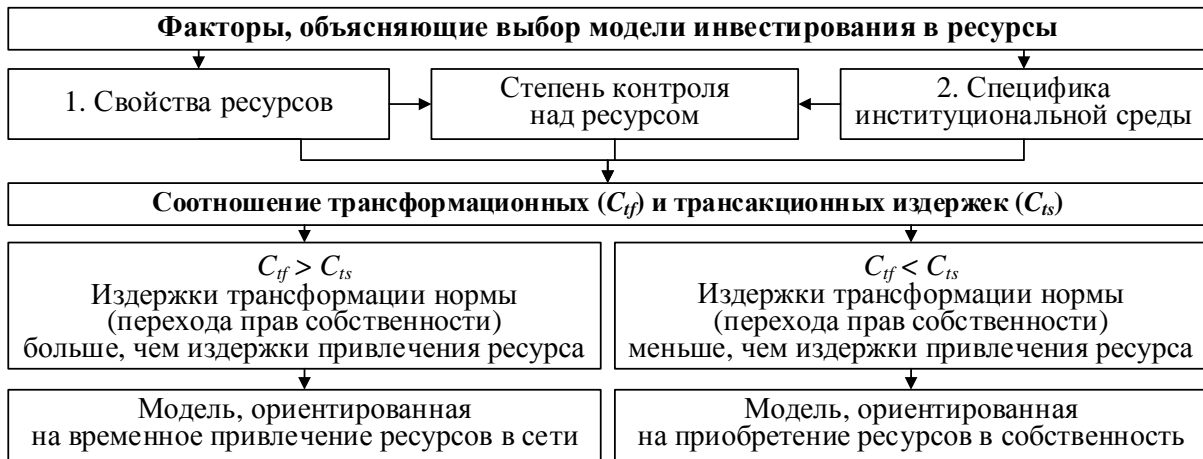 Факторы, объясняющие выбор модели инвестирования в ресурсы
1. Свойства ресурсов
Степень контроля
над ресурсом
2. Специфика
институциональной среды
Соотношение трансформационных (Ctf) и трансакционных издержек (Cts)
Ctf > Cts
Издержки трансформации нормы
(перехода прав собственности)
больше, чем издержки привлечения ресурса
Ctf < Cts
Издержки трансформации нормы
(перехода прав собственности)
меньше, чем издержки привлечения ресурса
Модель, ориентированная
на временное привлечение ресурсов в сети
Модель, ориентированная
на приобретение ресурсов в собственность